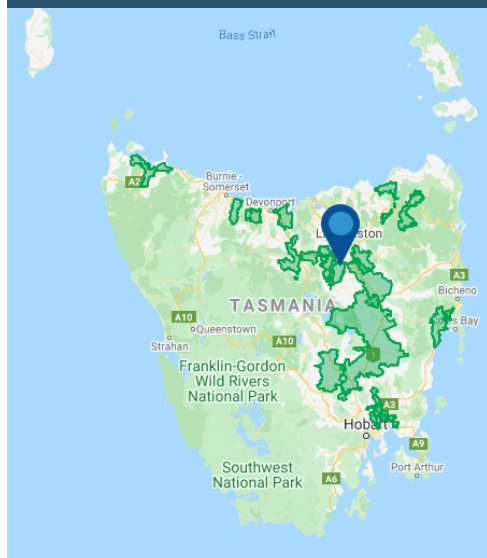 Bass Strait
A2
Burnie -
Somerset
Devonport
A3
Bicheno
TASMANIA
A10
Queenstown
Strahan
A10
1
Franklin-Gordon
Wild Rivers
National Park
A3
Hobart
A9
Southwest
National Park
A6
Port Arthur